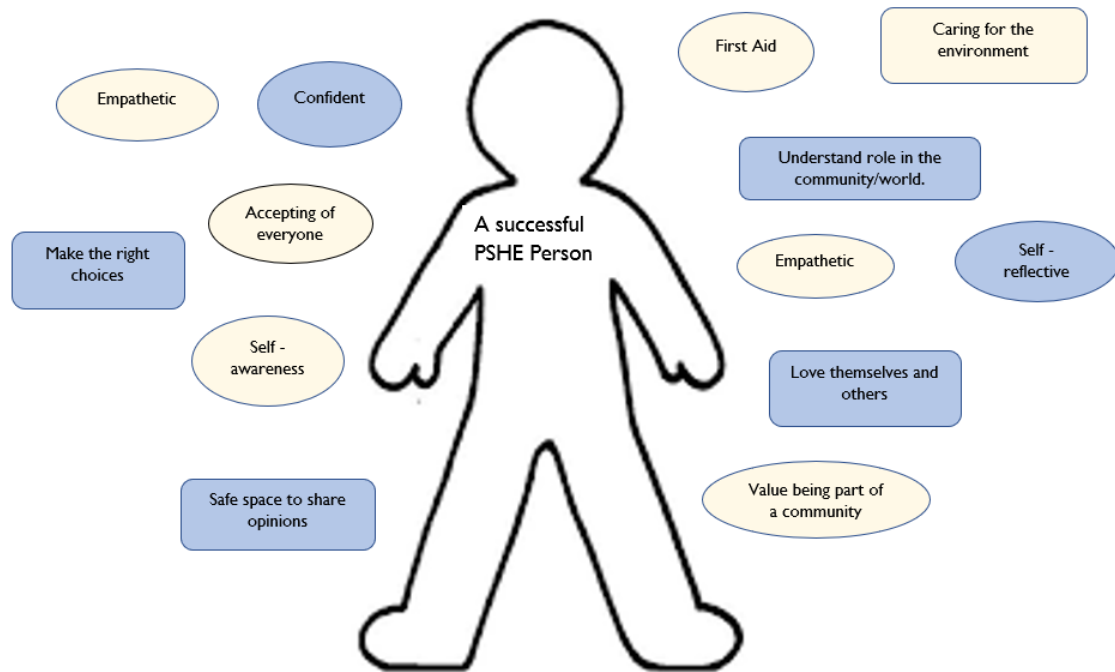 First Aid
Caring for the
environment
Empathetic
Confident
Understand role in the
community/world.
Accepting of
everyone
A successful
PSHE Person
Make the right
choices
Empathetic
Self -
reflective
Self -
awareness
Love themselves and
others
Safe space to share
opinions
Value being part of
a community